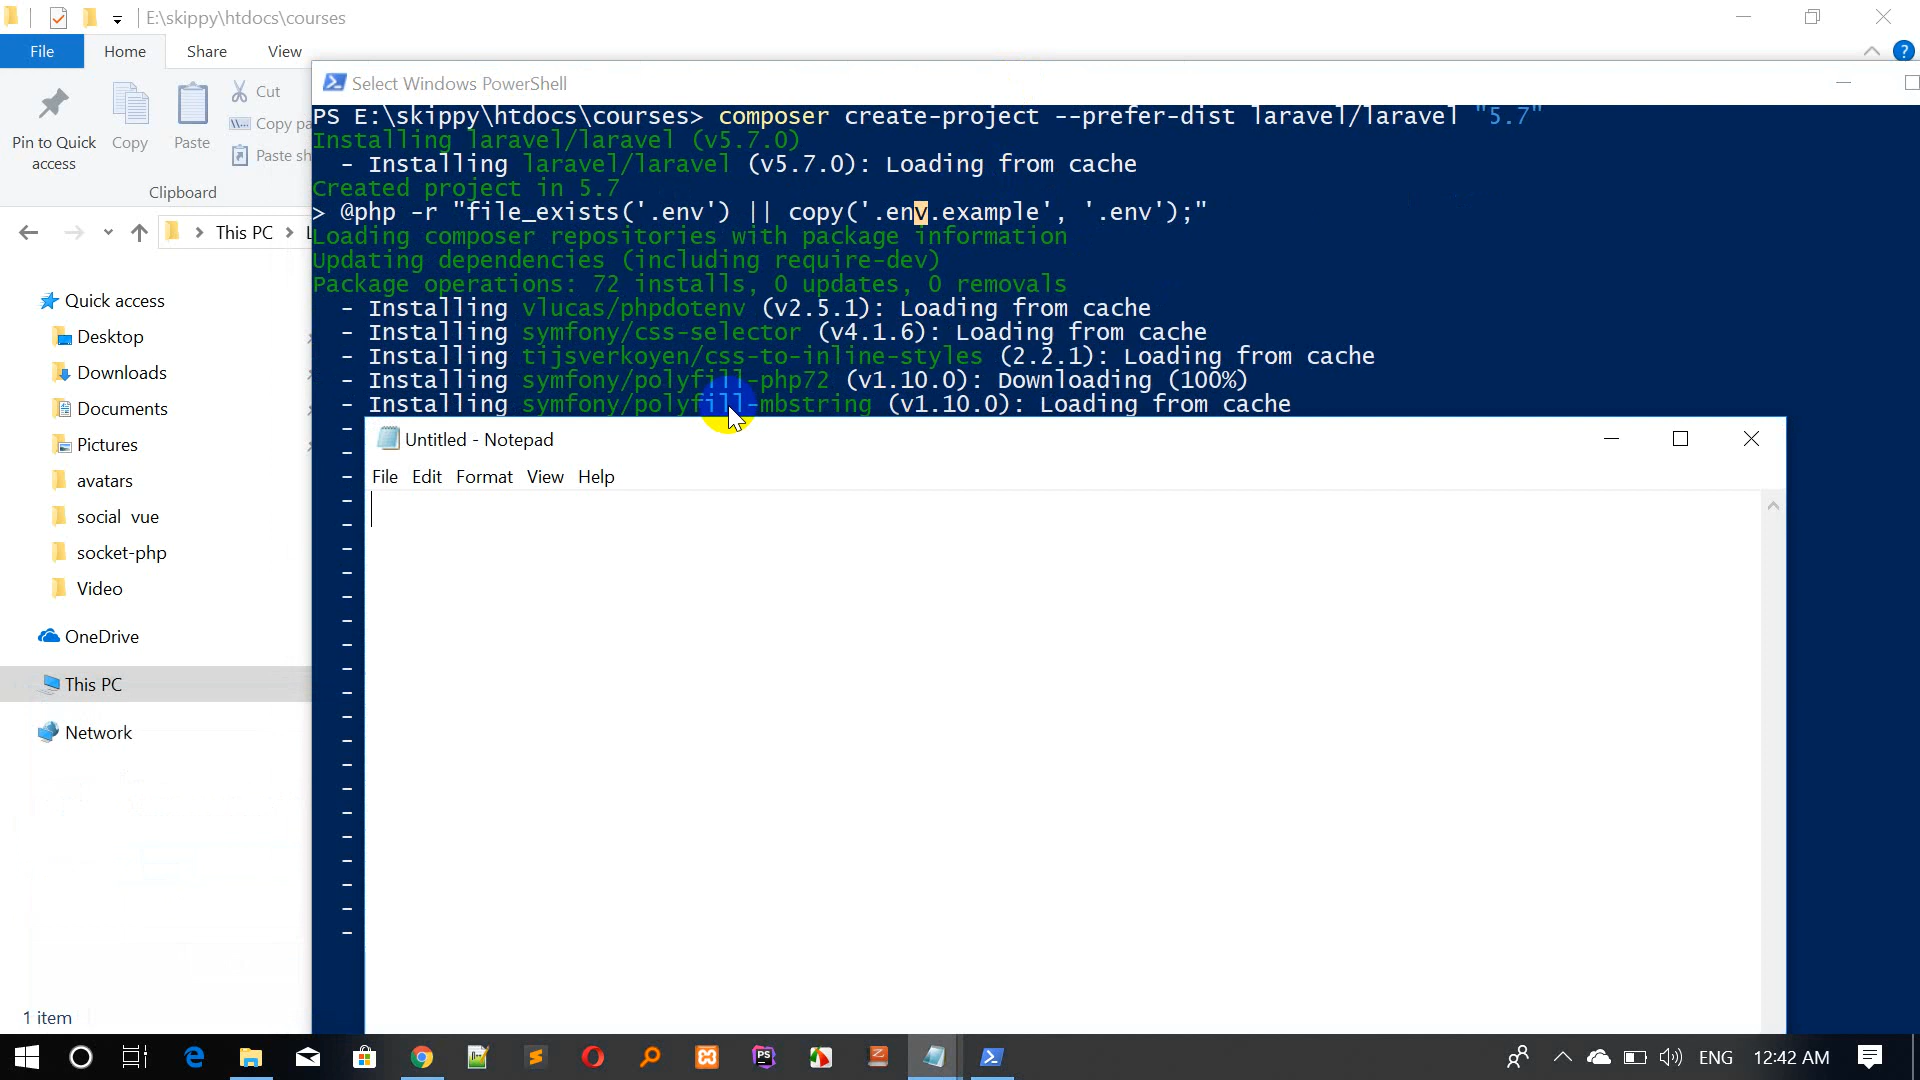 E:\skippy\htdocs\courses
File Home Share View
Pin to Quick access
Copy
Paste
Cut
Copy pa
Paste sh
Clipboard
This PC
Select Windows PowerShell
PS E:\skippy\htdocs\courses> composer create-project --prefer-dist laravel/laravel "5.7"
Installing laravel/laravel (v5.7.0)
- Installing laravel/laravel (v5.7.0): Loading from cache
Created project in 5.7
> @php -r "file_exists('.env') || copy('.env.example', '.env');"
Loading composer repositories with package information
Updating dependencies (including require-dev)
Package operations: 72 installs, 0 updates, 0 removals
- Installing vlucas/phpdotenv (v2.5.1): Loading from cache
- Installing symfony/css-selector (v4.1.6): Loading from cache
- Installing tijsverkoyen/css-to-inline-styles (2.2.1): Loading from cache
- Installing symfony/polyfill-php72 (v1.10.0): Downloading (100%)
- Installing symfony/polyfill-mbstring (v1.10.0): Loading from cache
Untitled - Notepad
File Edit Format View Help
Quick access
Desktop
Downloads
Documents
Pictures
avatars
social vue
socket-php
Video
OneDrive
This PC
Network
1 item
ENG 12:42 AM